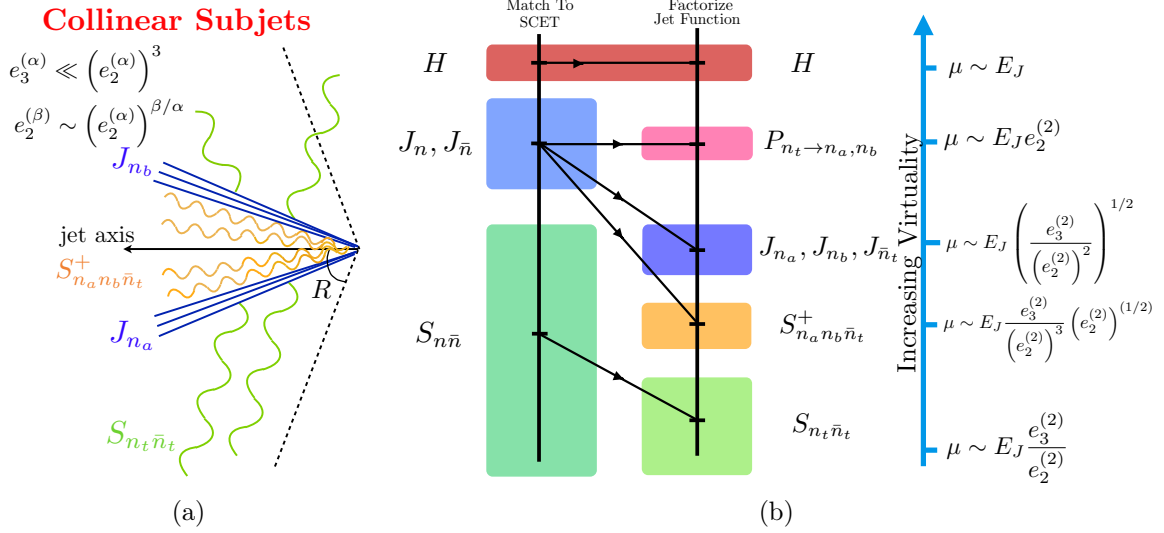 Collinear Subjets
$e_3^{(\alpha)} \ll \left(e_2^{(\alpha)}\right)^3$
$e_2^{(\beta)} \sim \left(e_2^{(\alpha)}\right)^{\beta/\alpha}$
$J_{n_b}$
jet axis
$S^+_{n_a n_b \bar{n}_t}$
$R$
$J_{n_a}$
$S_{n_t \bar{n}_t}$
(a)
Match To
SCET
Factorize
Jet Function
$H$
$H$
$J_n, J_{\bar{n}}$
$P_{n_t \to n_a, n_b}$
$J_{n_a}, J_{n_b}, J_{\bar{n}_t}$
$S_{n\bar{n}}$
$S^+_{n_a n_b \bar{n}_t}$
$S_{n_t \bar{n}_t}$
Increasing Virtuality
$\mu \sim E_J$
$\mu \sim E_J e_2^{(2)}$
$\mu \sim E_J \left(\frac{e_3^{(2)}}{\left(e_2^{(2)}\right)^2}\right)^{1/2}$
$\mu \sim E_J \frac{e_3^{(2)}}{\left(e_2^{(2)}\right)^3} \left(e_2^{(2)}\right)^{(1/2)}$
$\mu \sim E_J \frac{e_3^{(2)}}{e_2^{(2)}}$
(b)